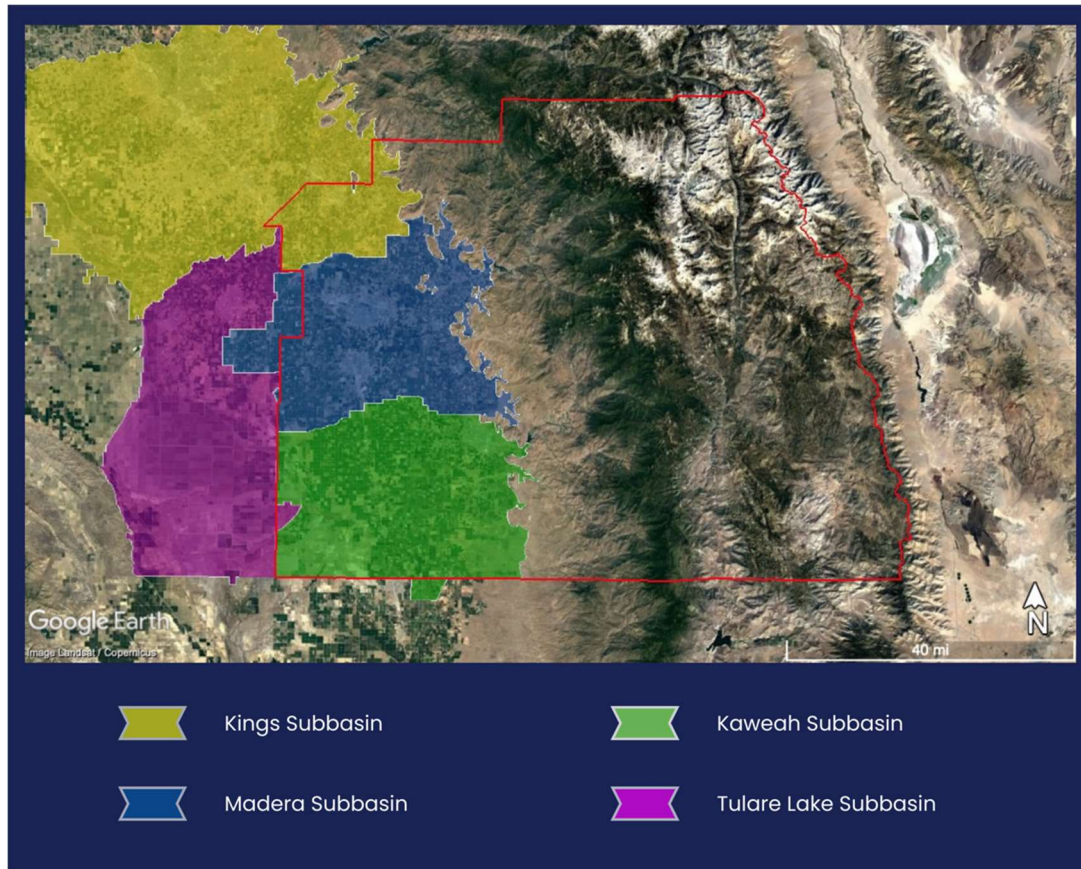 Google Earth
Image Landsat / Copernicus
N
40 mi
Kings Subbasin
Kaweah Subbasin
Madera Subbasin
Tulare Lake Subbasin